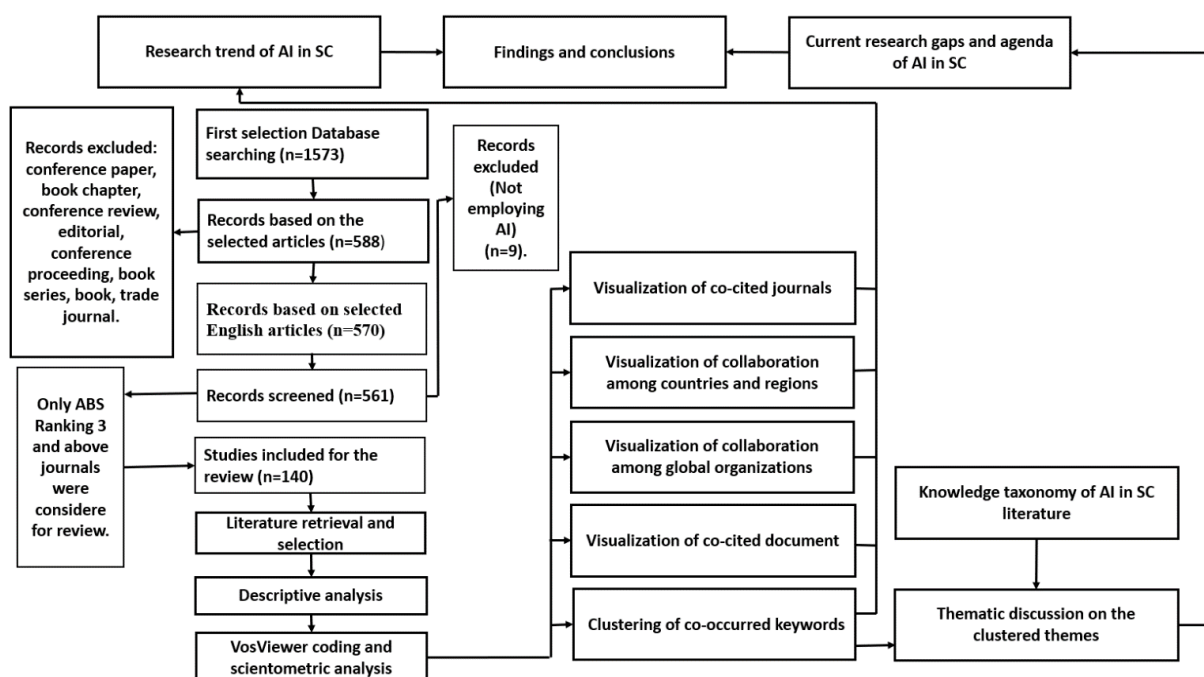 Research trend of AI in SC
Findings and conclusions
Current research gaps and agenda
of AI in SC
Records excluded:
conference paper,
book chapter,
conference review,
editorial,
conference
proceeding, book
series, book, trade
journal.
First selection Database
searching (n=1573)
Records based on the
selected articles (n=588)
Records based on selected
English articles (n=570)
Records screened (n=561)
Records
excluded
(Not
employing
AI)
(n=9).
Only ABS
Ranking 3
and above
journals
were
considere
for review.
Studies included for the
review (n=140)
Literature retrieval and
selection
Descriptive analysis
VosViewer coding and
scientometric analysis
Visualization of co-cited journals
Visualization of collaboration
among countries and regions
Visualization of collaboration
among global organizations
Visualization of co-cited document
Clustering of co-occurred keywords
Knowledge taxonomy of AI in SC
literature
Thematic discussion on the
clustered themes